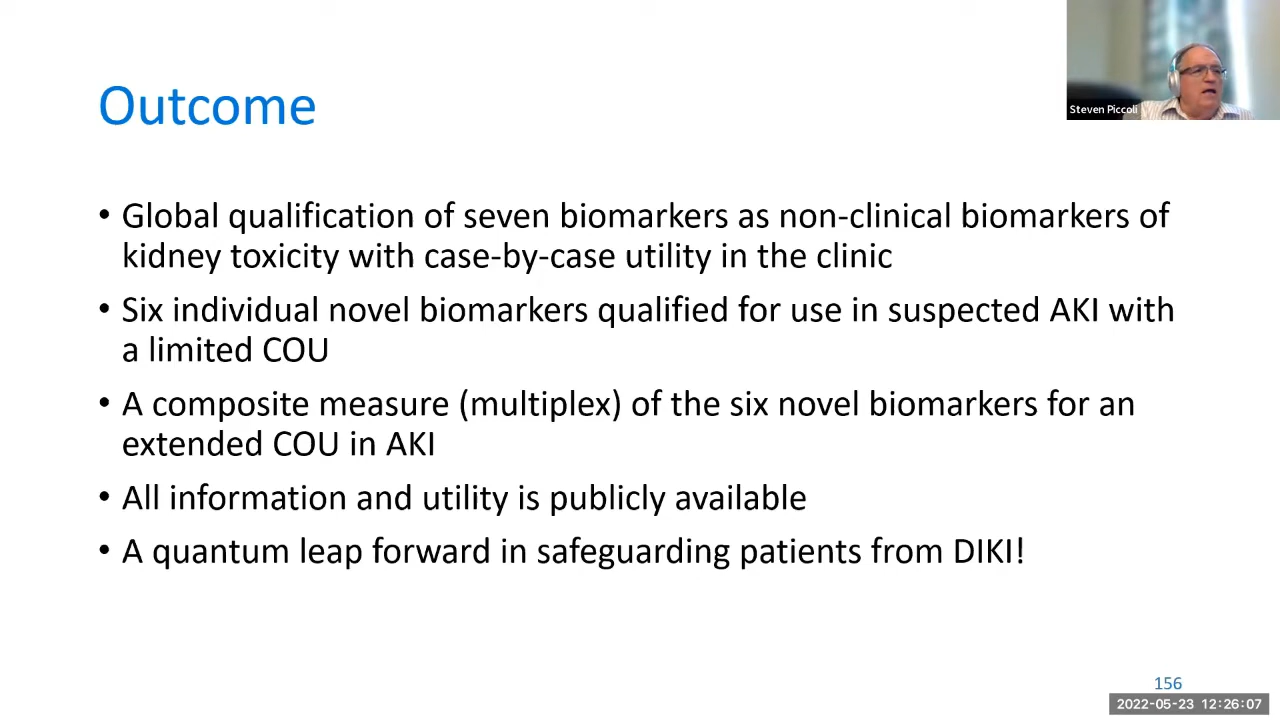 Steven Piccoli
Outcome
• Global qualification of seven biomarkers as non-clinical biomarkers of
kidney toxicity with case-by-case utility in the clinic
• Six individual novel biomarkers qualified for use in suspected AKI with
a limited COU
• A composite measure (multiplex) of the six novel biomarkers for an
extended COU in AKI
• All information and utility is publicly available
• A quantum leap forward in safeguarding patients from DIKI!
156
2022-05-23 12:26:07